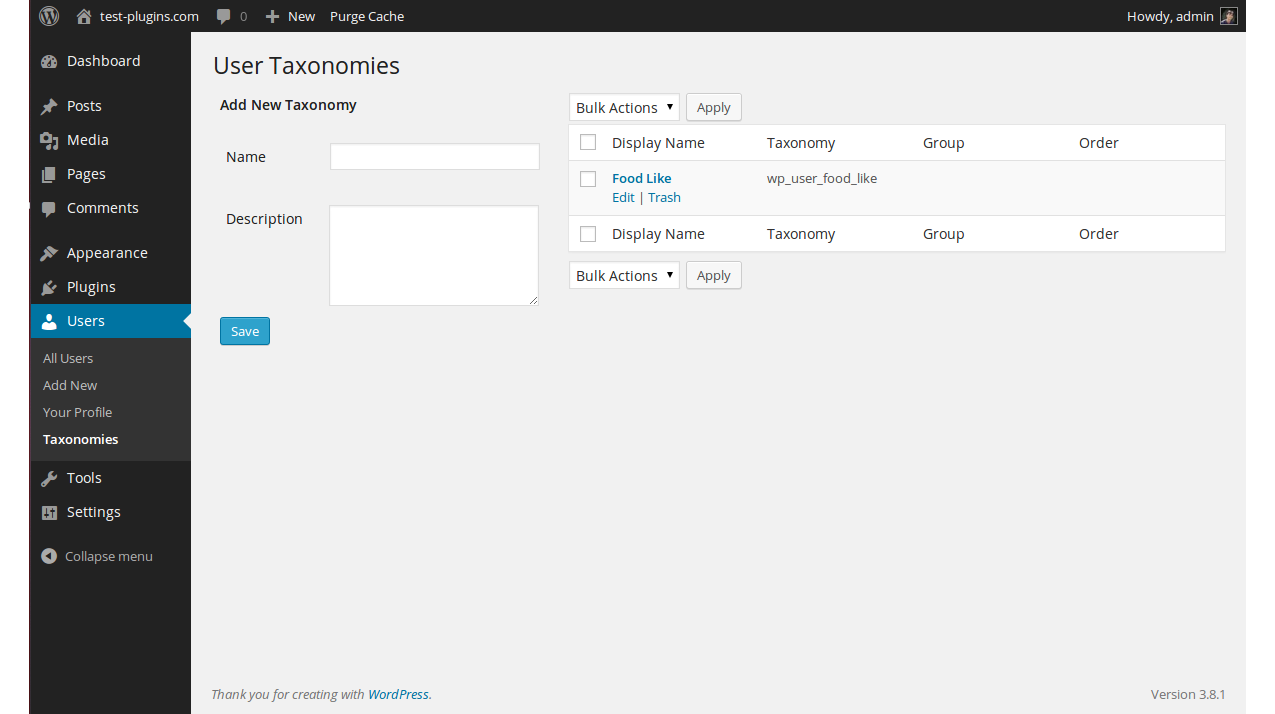 test-plugins.com 0 New Purge Cache Howdy, admin
Dashboard
Posts
Media
Pages
Comments
Appearance
Plugins
Users
All Users
Add New
Your Profile
Taxonomies
Tools
Settings
Collapse menu
User Taxonomies
Add New Taxonomy
Name
Description
Save
Bulk Actions Apply
Display Name Taxonomy Group Order
Food Like wp_user_food_like
Edit | Trash
Display Name Taxonomy Group Order
Bulk Actions Apply
Thank you for creating with WordPress. Version 3.8.1